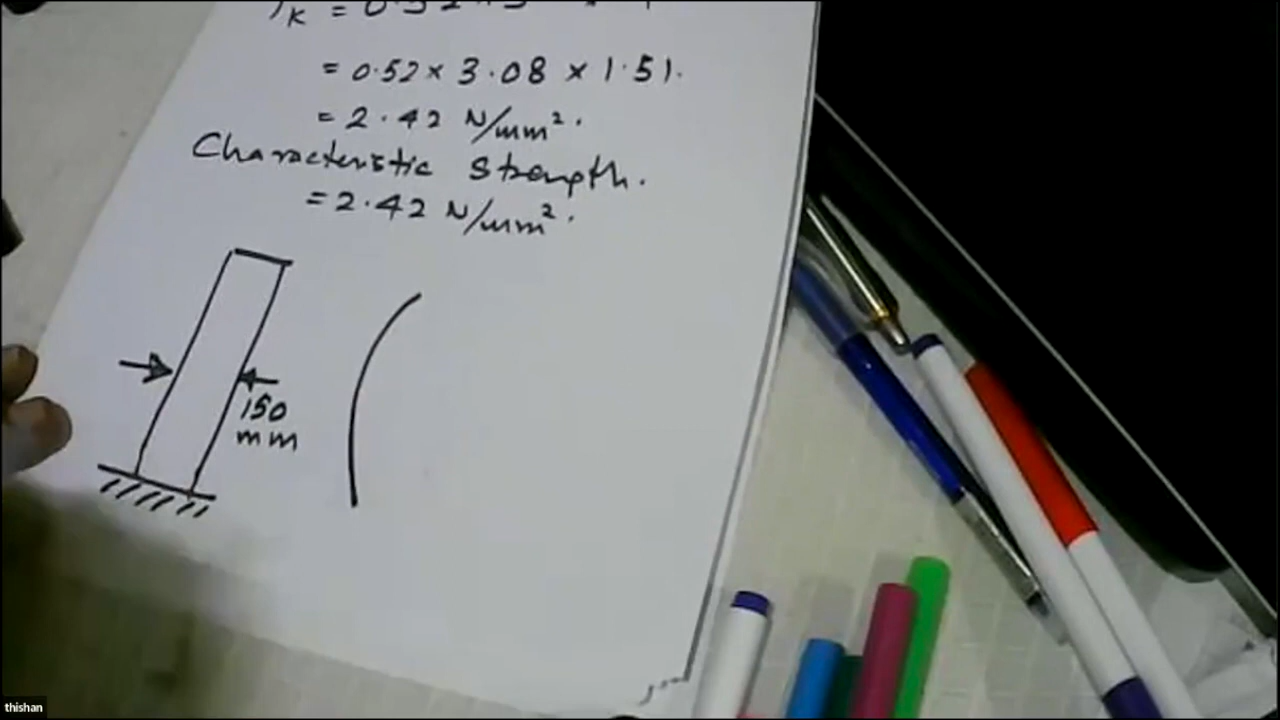 = 0.52 × 3.08 × 1.51.
= 2.42 N/mm².
Characteristic Strength.
= 2.42 N/mm².
150
mm
thishan